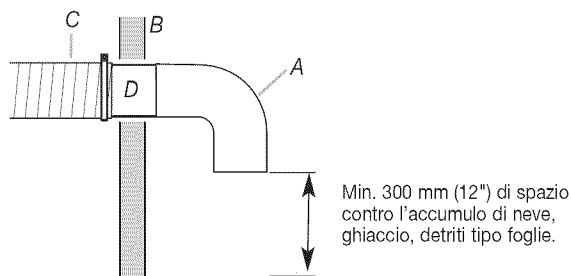 C
B
A
D
Min. 300 mm (12") di spazio
contro l'accumulo di neve,
ghiaccio, detriti tipo foglie.